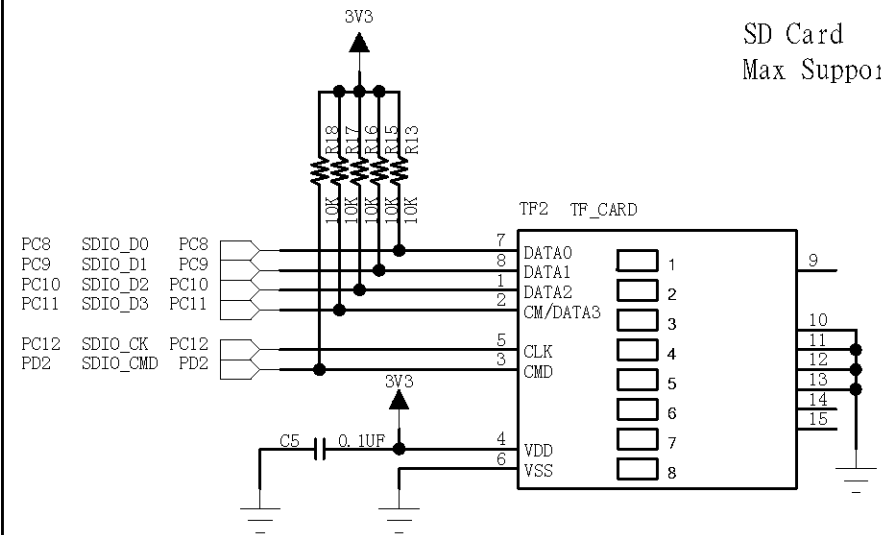 3V3
SD Card
Max Suppor
R18 R17 R16 R15 R13
10K 10K 10K 10K 10K
TF2 TF_CARD
PC8 SDIO_D0 PC8 7 DATA0
PC9 SDIO_D1 PC9 8 DATA1
PC10 SDIO_D2 PC10 1 DATA2
PC11 SDIO_D3 PC11 2 CM/DATA3
PC12 SDIO_CK PC12 5 CLK
PD2 SDIO_CMD PD2 3 CMD
3V3
C5 0.1UF 4 VDD
6 VSS
1
2
3
4
5
6
7
8
9
10
11
12
13
14
15